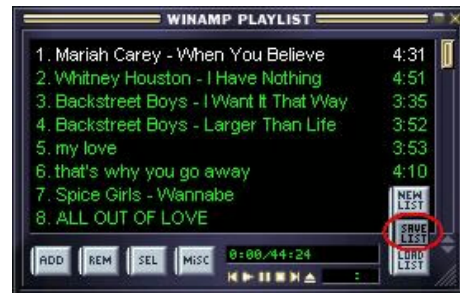 WINAMP PLAYLIST
1. Mariah Carey - When You Believe 4:31
2. Whitney Houston - I Have Nothing 4:51
3. Backstreet Boys - I Want It That Way 3:35
4. Backstreet Boys - Larger Than Life 3:52
5. my love 3:53
6. that's why you go away 4:10
7. Spice Girls - Wannabe
8. ALL OUT OF LOVE
NEW
LIST
SAVE
LIST
LOAD
LIST
ADD REM SEL MISC 0:00/44:24
: